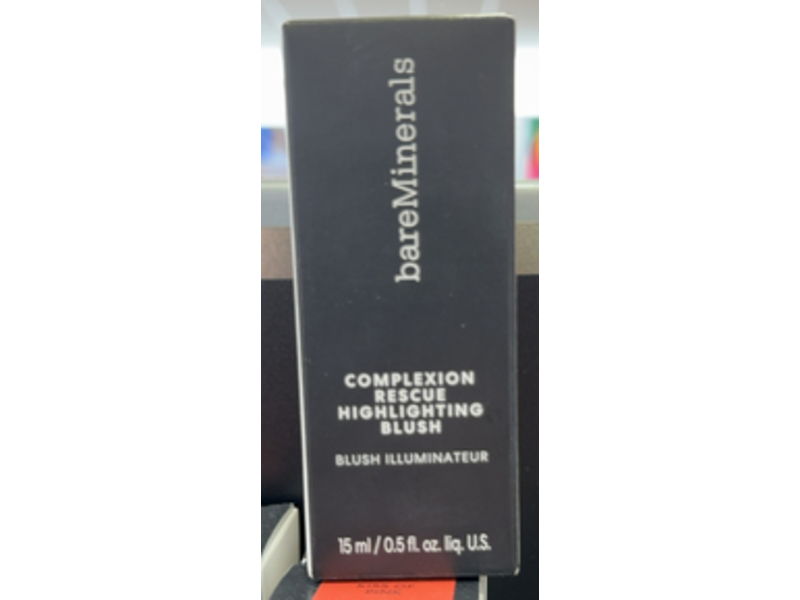 bareMinerals
COMPLEXION
RESCUE
HIGHLIGHTING
BLUSH
BLUSH ILLUMINATEUR
15 ml / 0.5 fl. oz. liq. U.S.